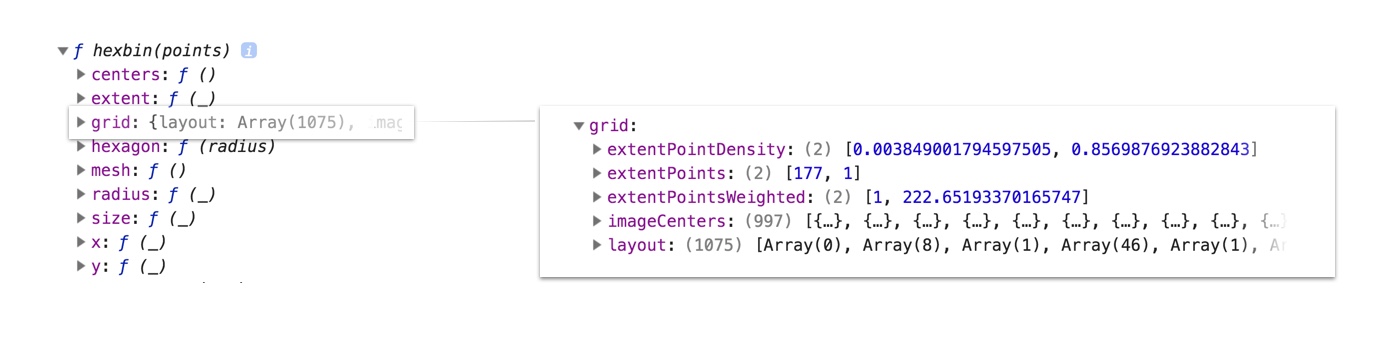 ƒ hexbin(points) i
centers: ƒ ()
extent: ƒ (_)
grid: {layout: Array(1075), imag
hexagon: ƒ (radius)
mesh: ƒ ()
radius: ƒ (_)
size: ƒ (_)
x: ƒ (_)
y: ƒ (_)
grid:
extentPointDensity: (2) [0.003849001794597505, 0.8569876923882843]
extentPoints: (2) [177, 1]
extentPointsWeighted: (2) [1, 222.65193370165747]
imageCenters: (997) [{…}, {…}, {…}, {…}, {…}, {…}, {…}, {…}, {…}, {…}
layout: (1075) [Array(0), Array(8), Array(1), Array(46), Array(1), Ar